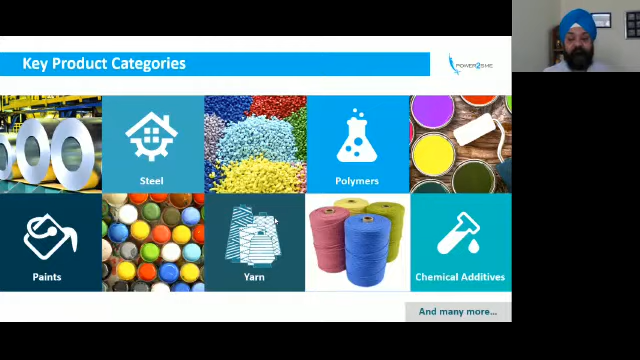 Key Product Categories
POWER2SME
Steel
Polymers
Paints
Yarn
Chemical Additives
And many more...